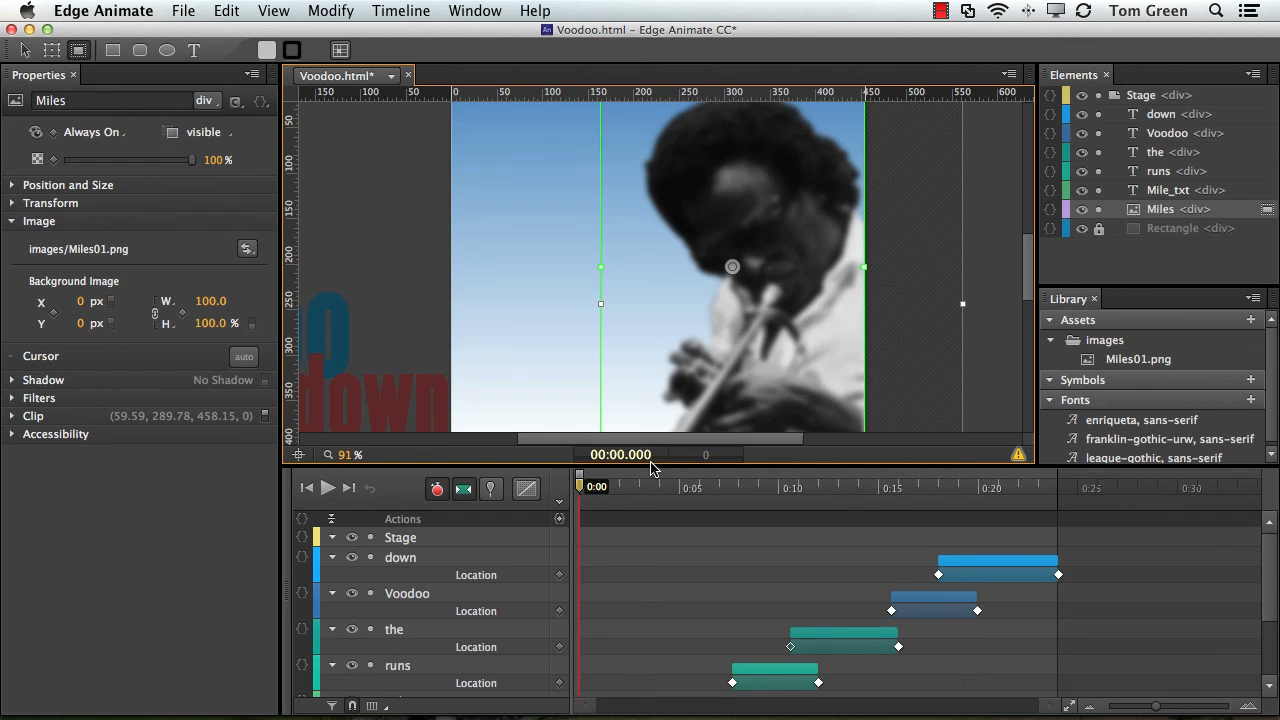 Edge Animate File Edit View Modify Timeline Window Help Tom Green
Voodoo.html - Edge Animate CC*
T
Properties ×
Miles div
Always On visible
100 %
Position and Size
Transform
Image
images/Miles01.png
Background Image
X 0 px W. 100.0
Y 0 px H. 100.0 %
Cursor auto
Shadow No Shadow
Filters
Clip (59.59, 289.78, 458.15, 0)
Accessibility
Voodoo.html* ×
150 100 50 0 50 100 150 200 250 300 350 400 450 500 550 600
50
100
150
200
250
300
350
400
down
91 %
00:00.000 0
Elements ×
Stage <div>
T down <div>
T Voodoo <div>
T the <div>
T runs <div>
T Mile_txt <div>
Miles <div>
Rectangle <div>
Library ×
Assets +
images
Miles01.png
Symbols +
Fonts +
enriqueta, sans-serif
franklin-gothic-urw, sans-serif
league-gothic, sans-serif
0:00 0:05 0:10 0:15 0:20 0:25 0:30
Actions
Stage
down
Location
Voodoo
Location
the
Location
runs
Location